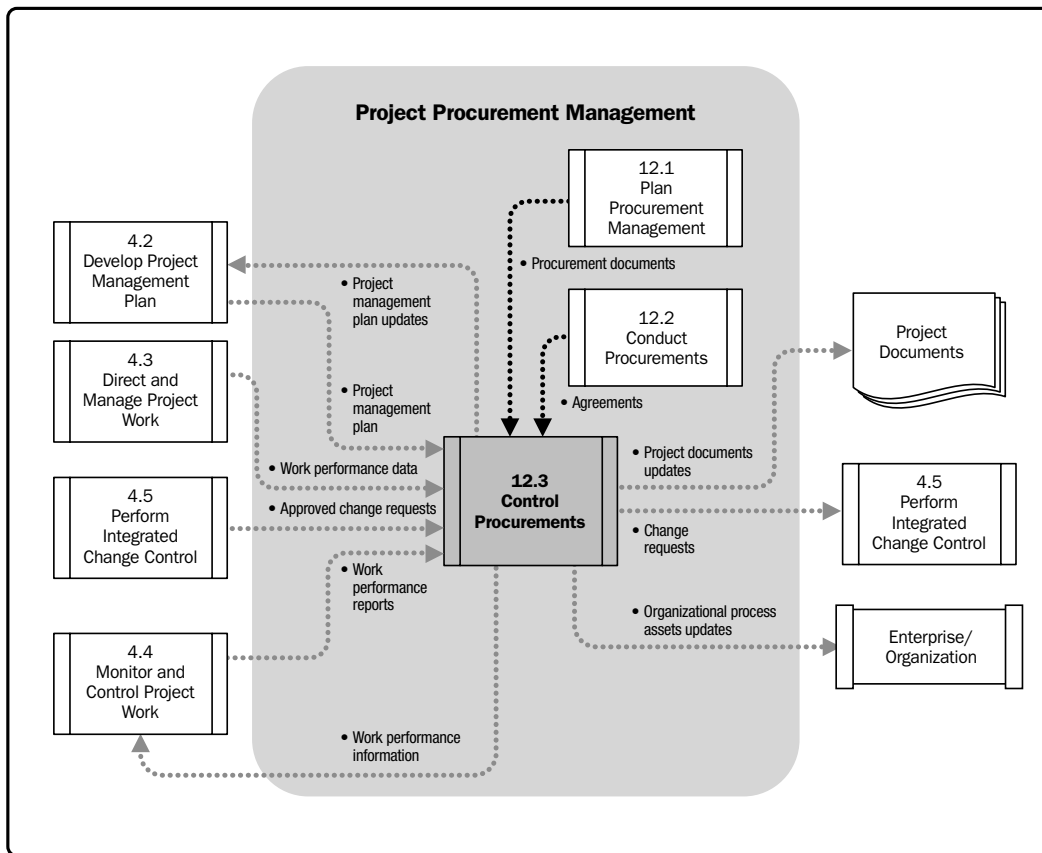 Project Procurement Management
12.1
Plan
Procurement
Management
4.2
Develop Project
Management
Plan
• Procurement documents
• Project
management
plan updates
12.2
Conduct
Procurements
Project
Documents
4.3
Direct and
Manage Project
Work
• Project
management
plan
• Agreements
• Work performance data
12.3
Control
Procurements
• Project documents
updates
4.5
Perform
Integrated
Change Control
• Approved change requests
• Change
requests
4.5
Perform
Integrated
Change Control
• Work
performance
reports
• Organizational process
assets updates
Enterprise/
Organization
4.4
Monitor and
Control Project
Work
• Work performance
information